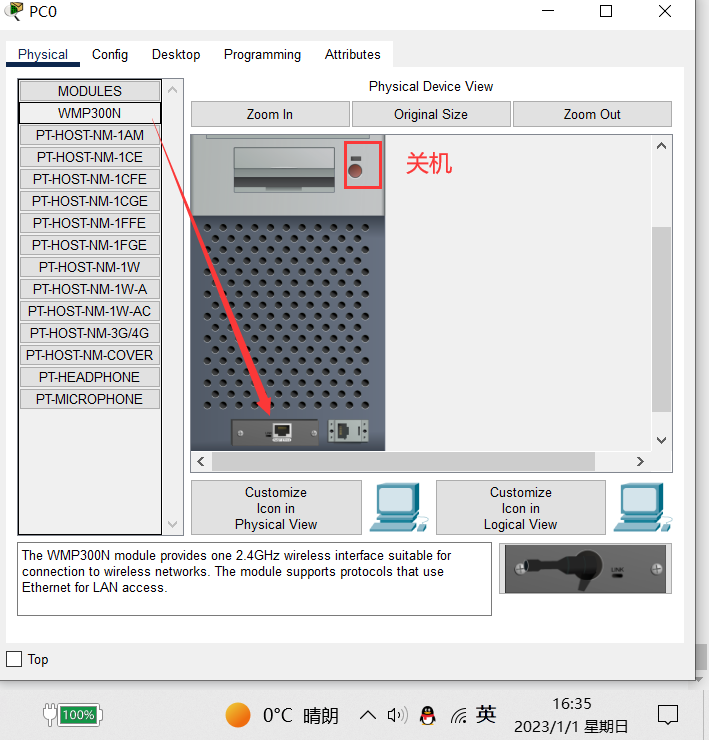 PC0
Physical Config Desktop Programming Attributes
MODULES
WMP300N
PT-HOST-NM-1AM
PT-HOST-NM-1CE
PT-HOST-NM-1CFE
PT-HOST-NM-1CGE
PT-HOST-NM-1FFE
PT-HOST-NM-1FGE
PT-HOST-NM-1W
PT-HOST-NM-1W-A
PT-HOST-NM-1W-AC
PT-HOST-NM-3G/4G
PT-HOST-NM-COVER
PT-HEADPHONE
PT-MICROPHONE
Physical Device View
Zoom In Original Size Zoom Out
关机
Customize
Icon in
Physical View
Customize
Icon in
Logical View
The WMP300N module provides one 2.4GHz wireless interface suitable for
connection to wireless networks. The module supports protocols that use
Ethernet for LAN access.
LINK
Top
100%
0°C 晴朗
英
16:35
2023/1/1 星期日